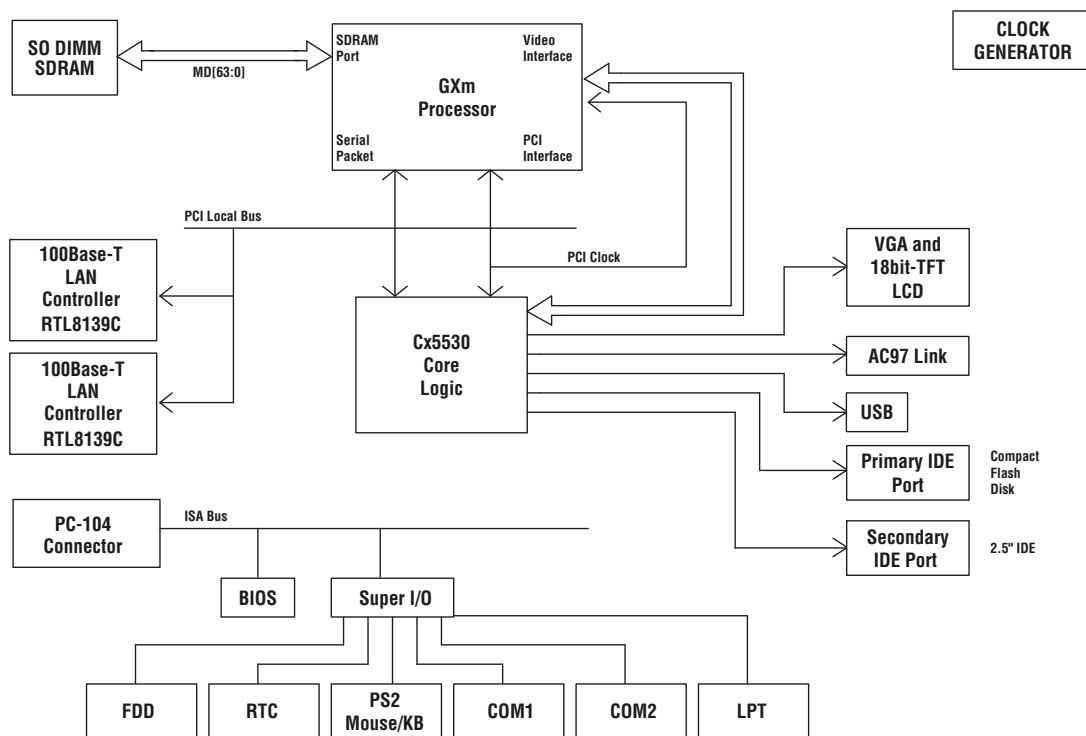 SO DIMM
SDRAM
MD[63:0]
SDRAM
Port
Video
Interface
GXm
Processor
Serial
Packet
PCI
Interface
CLOCK
GENERATOR
PCI Local Bus
PCI Clock
100Base-T
LAN
Controller
RTL8139C
100Base-T
LAN
Controller
RTL8139C
Cx5530
Core
Logic
VGA and
18bit-TFT
LCD
AC97 Link
USB
Primary IDE
Port
Compact
Flash
Disk
Secondary
IDE Port
2.5" IDE
PC-104
Connector
ISA Bus
BIOS
Super I/O
FDD
RTC
PS2
Mouse/KB
COM1
COM2
LPT